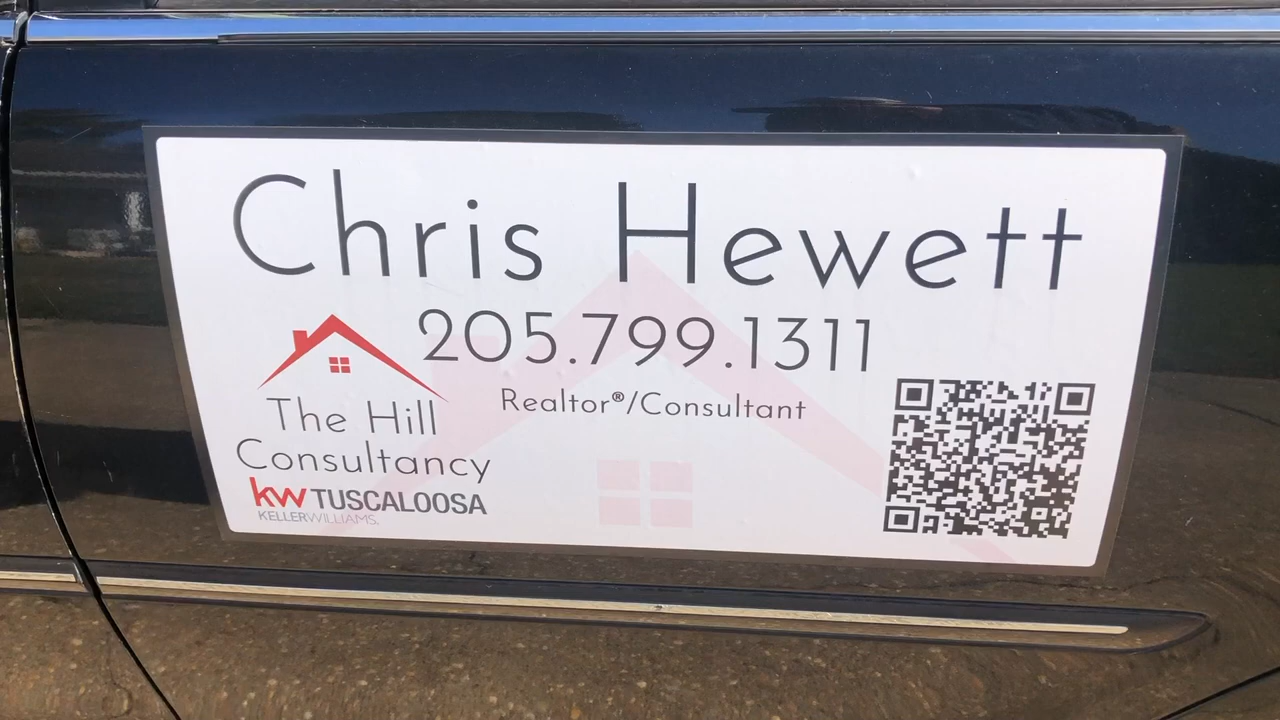 Chris Hewett
205.799.1311
Realtor®/Consultant
The Hill
Consultancy
kw TUSCALOOSA
KELLERWILLIAMS.